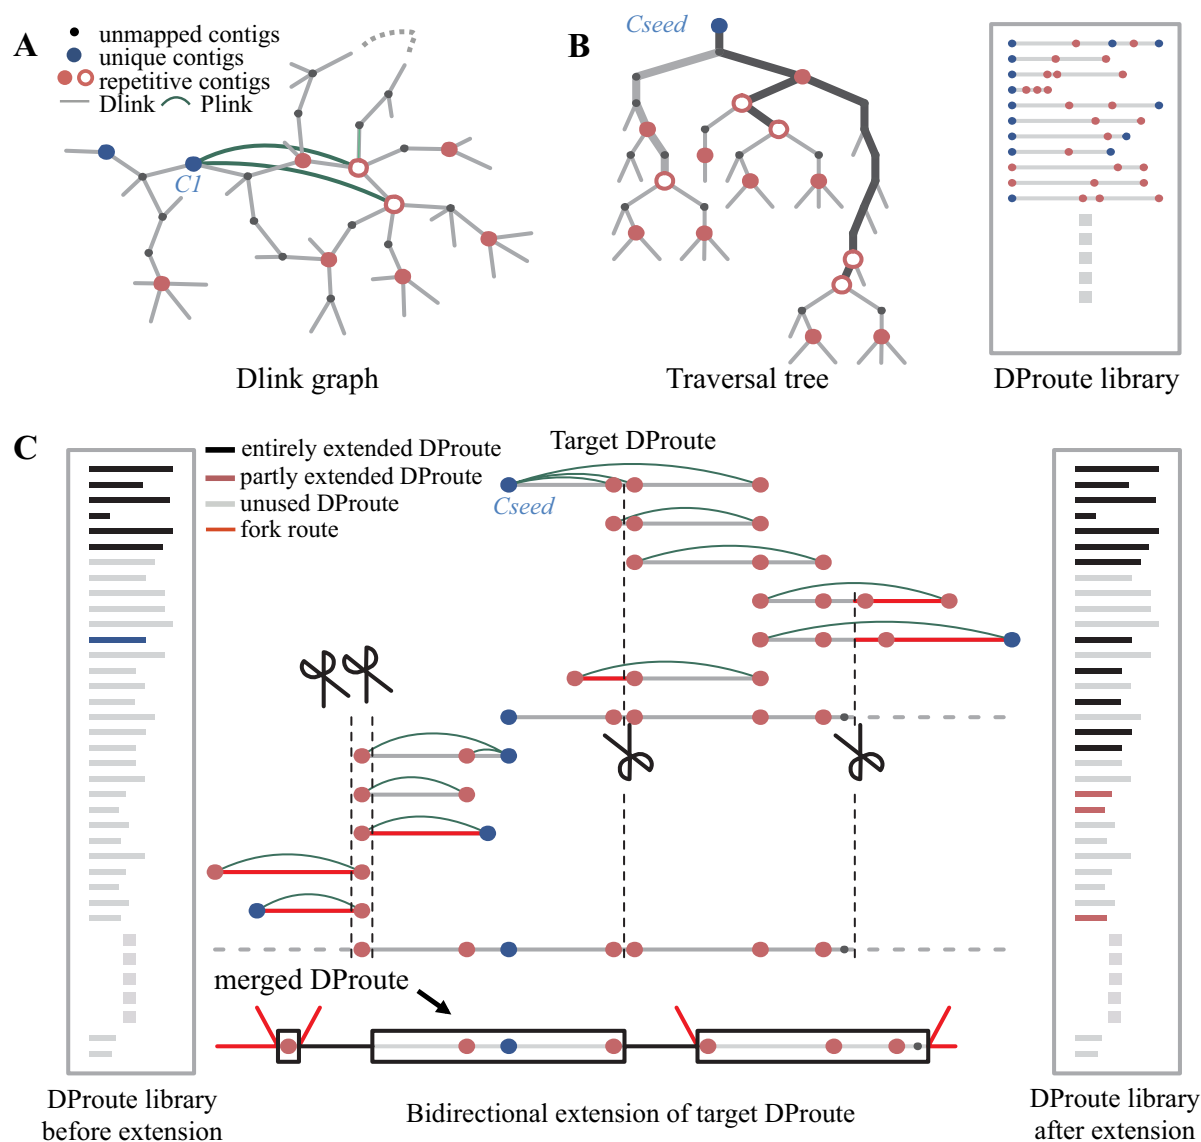 A
unmapped contigs
unique contigs
repetitive contigs
Dlink Plink
C1
Dlink graph
B
Cseed
Traversal tree
DProute library
C
entirely extended DProute
partly extended DProute
unused DProute
fork route
Target DProute
Cseed
merged DProute
DProute library
before extension
Bidirectional extension of target DProute
DProute library
after extension